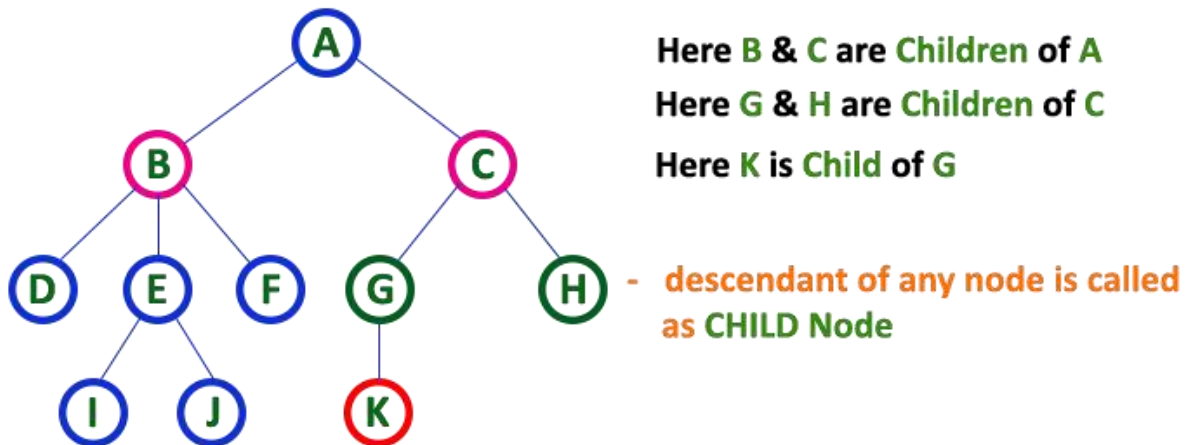 A
Here B & C are Children of A
Here G & H are Children of C
B
C
Here K is Child of G
D
E
F
G
H
- descendant of any node is called
as CHILD Node
I
J
K